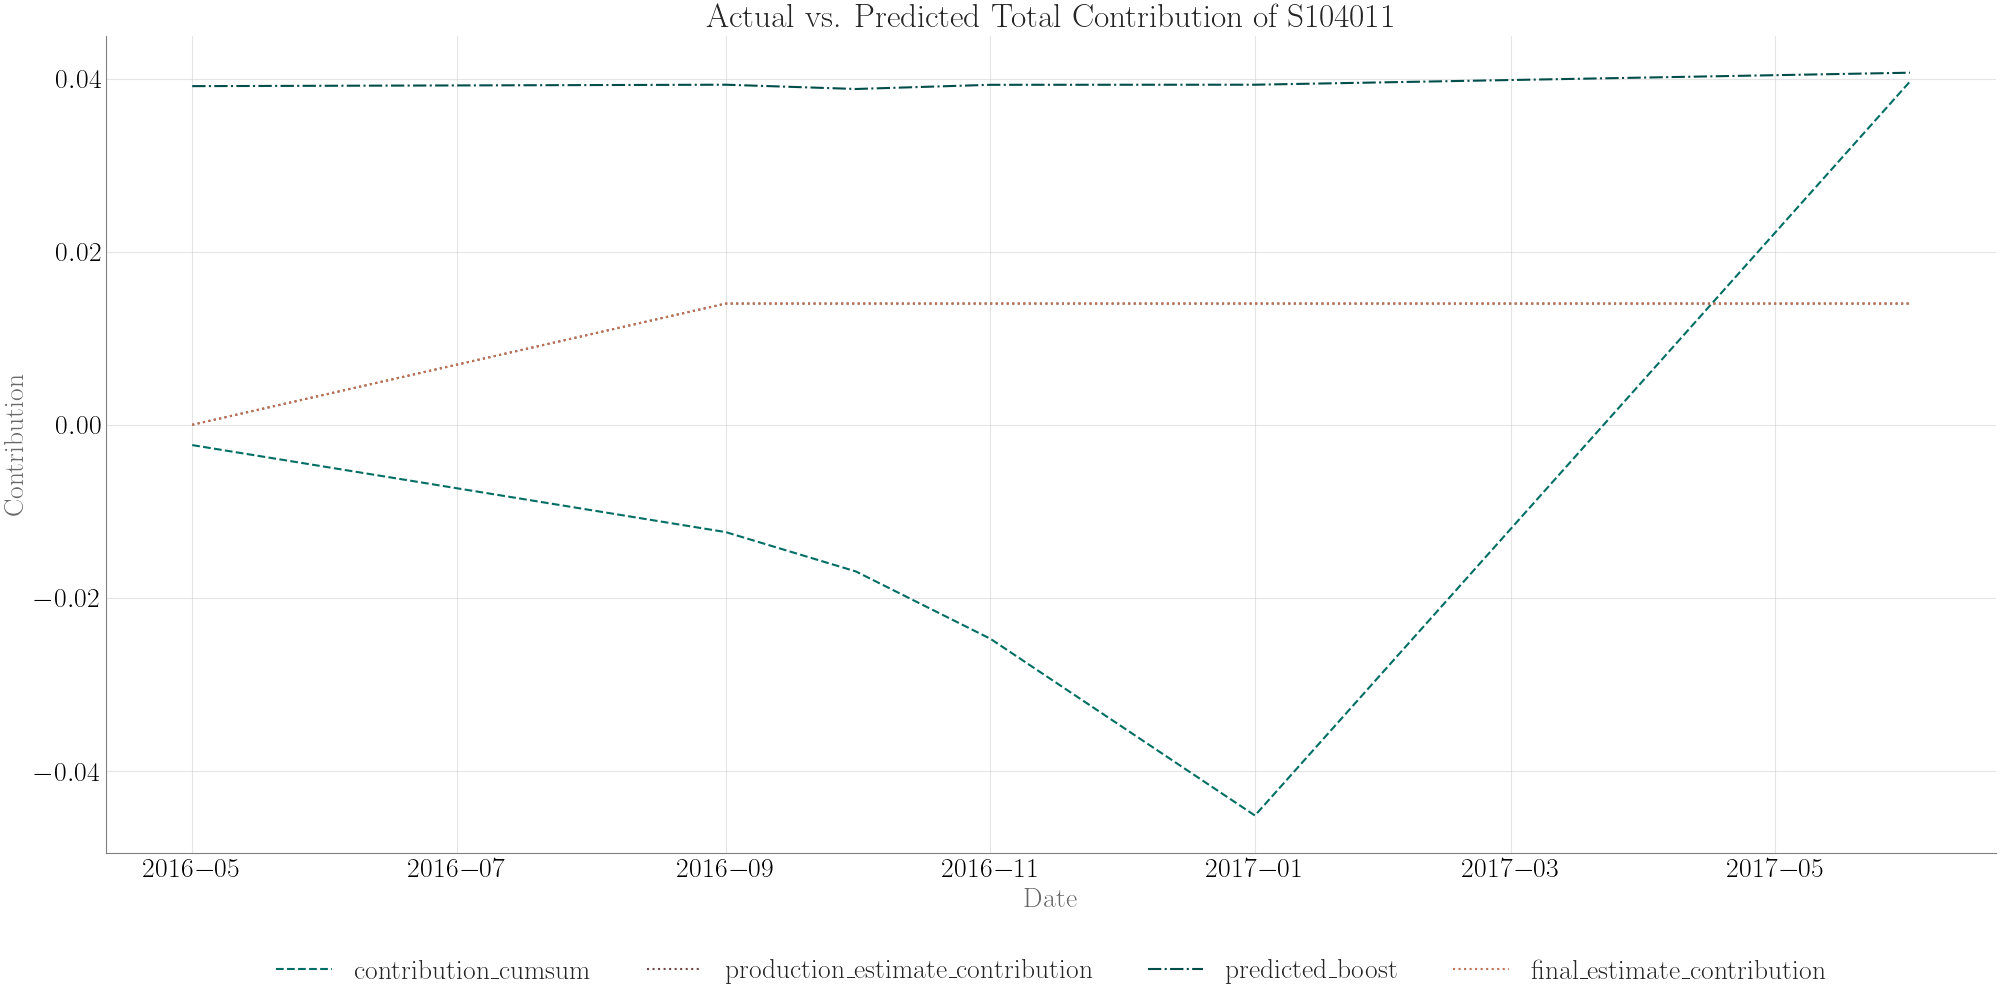 Actual vs. Predicted Total Contribution of S104011
0.04
0.02
0.00
−0.02
−0.04
Contribution
2016−05 2016−07 2016−09 2016−11 2017−01 2017−03 2017−05
Date
contribution_cumsum production_estimate_contribution predicted_boost final_estimate_contribution